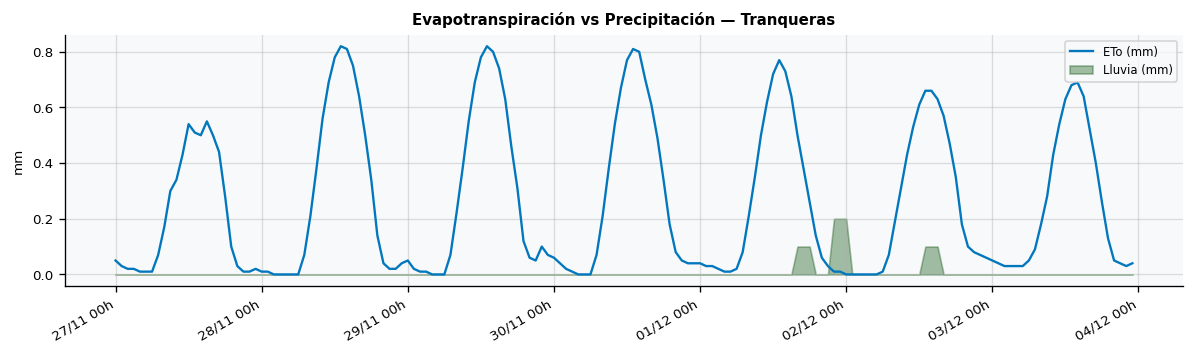 Evapotranspiración vs Precipitación — Tranqueras
ETo (mm)
Lluvia (mm)
mm
0.8
0.6
0.4
0.2
0.0
27/11 00h
28/11 00h
29/11 00h
30/11 00h
01/12 00h
02/12 00h
03/12 00h
04/12 00h